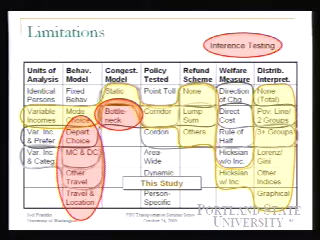 Limitations
Inference Testing
Units of Analysis Behav. Model Congest. Model Policy Tested Refund Scheme Welfare Measure Distrib. Interpret.
Identical Persons Fixed Behav Static Point Toll None Direction of Chg None (Total)
Variable Incomes Mode Choice Bottle-neck Corridor Lump Sum Direct Cost Pov. Line/ 2 Groups
Var. Inc & Prefer Depart Choice Cordon Others Rule of Half 3+ Groups
Var. Inc & Categ MC & DC Area-Wide Hicksian w/o Inc. Lorenz/ Gini
Other Travel Dynamic Hicksian w/ Inc Other Indices
Travel & Location Person-Specific Graphical
This Study
PORTLAND STATE
UNIVERSITY